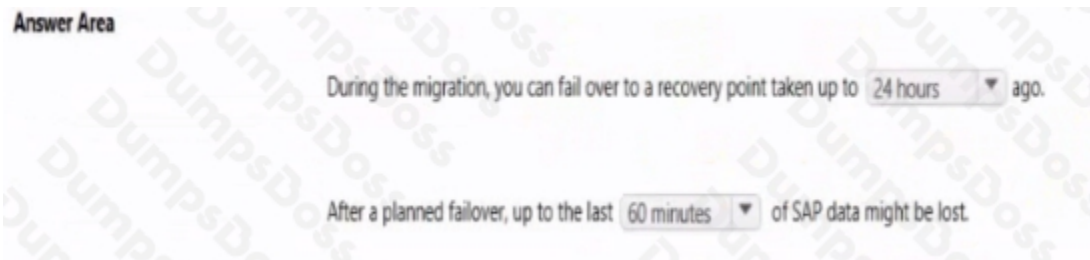 Answer Area
During the migration, you can fail over to a recovery point taken up to 24 hours ago.
After a planned failover, up to the last 60 minutes of SAP data might be lost.
DumpsDoss